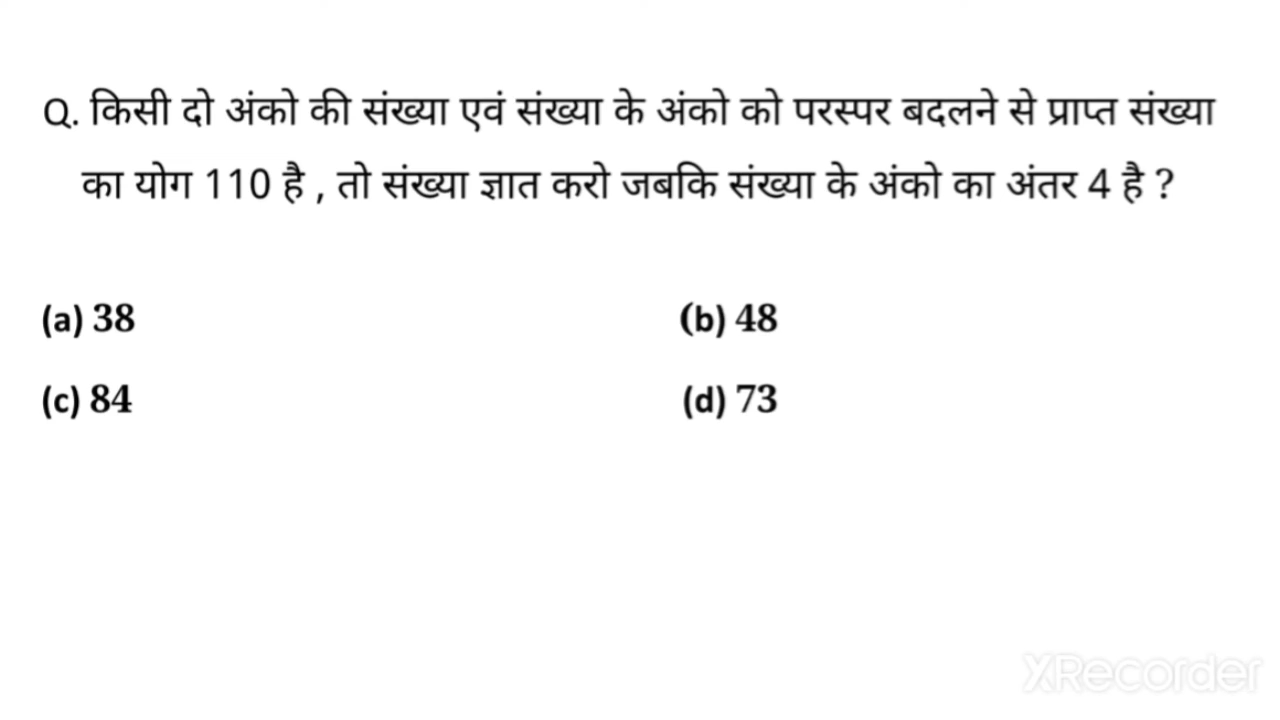 Q. किसी दो अंको की संख्या एवं संख्या के अंको को परस्पर बदलने से प्राप्त संख्या
का योग 110 है , तो संख्या ज्ञात करो जबकि संख्या के अंको का अंतर 4 है ?
(a) 38 (b) 48
(c) 84 (d) 73
XRecorder